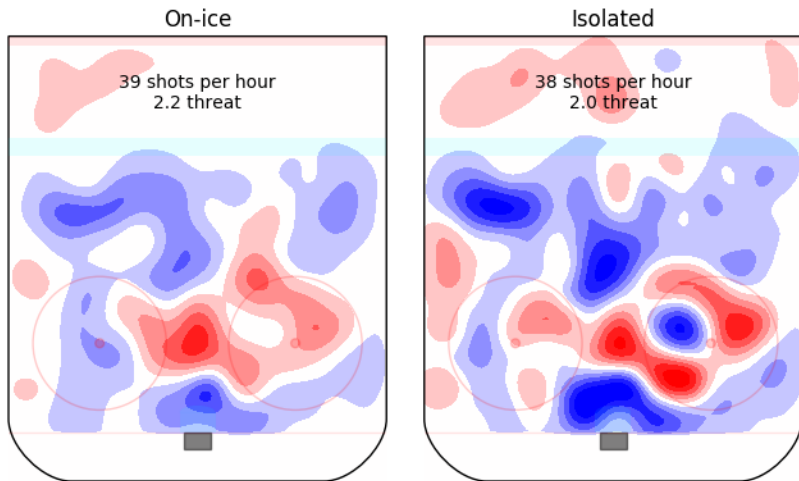 On-ice
39 shots per hour
2.2 threat
Isolated
38 shots per hour
2.0 threat